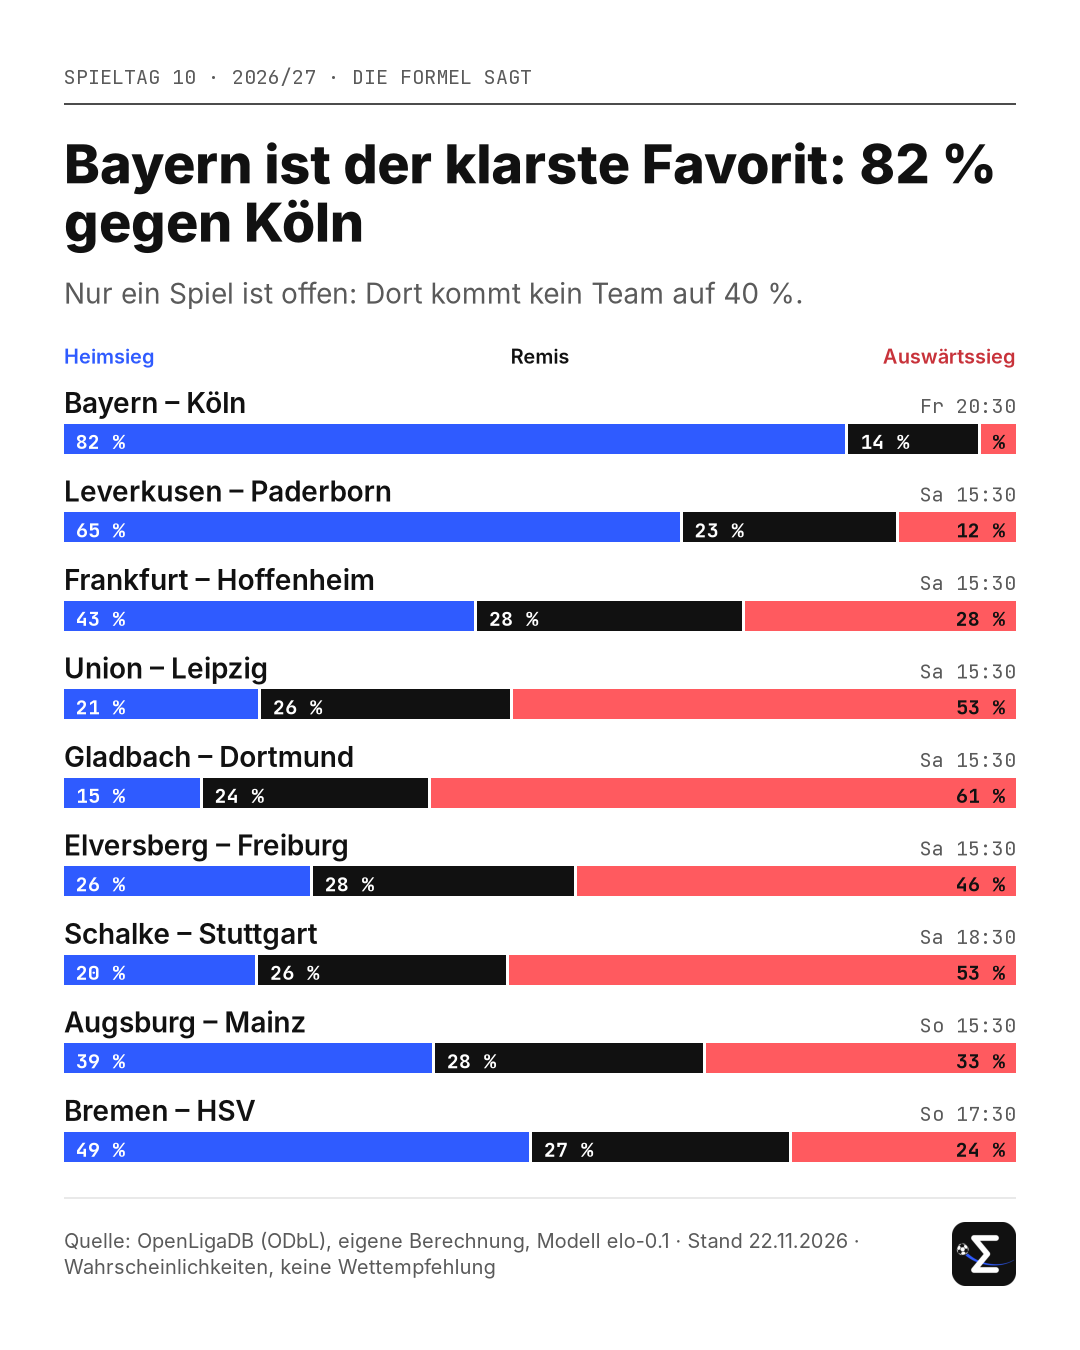 SPIELTAG 10 · 2026/27 · DIE FORMEL SAGT
Bayern ist der klarste Favorit: 82 %
gegen Köln
Nur ein Spiel ist offen: Dort kommt kein Team auf 40 %.
Heimsieg Remis Auswärtssieg
Bayern – Köln Fr 20:30
82 % 14 % %
Leverkusen – Paderborn Sa 15:30
65 % 23 % 12 %
Frankfurt – Hoffenheim Sa 15:30
43 % 28 % 28 %
Union – Leipzig Sa 15:30
21 % 26 % 53 %
Gladbach – Dortmund Sa 15:30
15 % 24 % 61 %
Elversberg – Freiburg Sa 15:30
26 % 28 % 46 %
Schalke – Stuttgart Sa 18:30
20 % 26 % 53 %
Augsburg – Mainz So 15:30
39 % 28 % 33 %
Bremen – HSV So 17:30
49 % 27 % 24 %
Quelle: OpenLigaDB (ODbL), eigene Berechnung, Modell elo-0.1 · Stand 22.11.2026 ·
Wahrscheinlichkeiten, keine Wettempfehlung
Σ